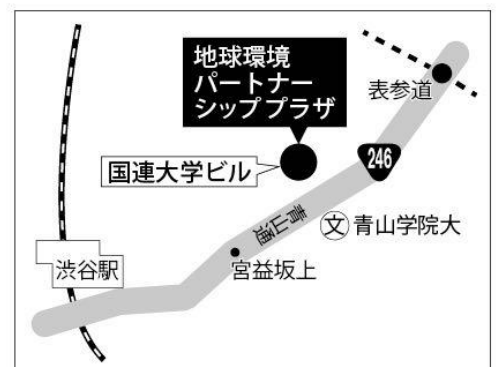 地球環境
パートナー
シッププラザ
表参道
国連大学ビル
246
青山通
文 青山学院大
宮益坂上
渋谷駅